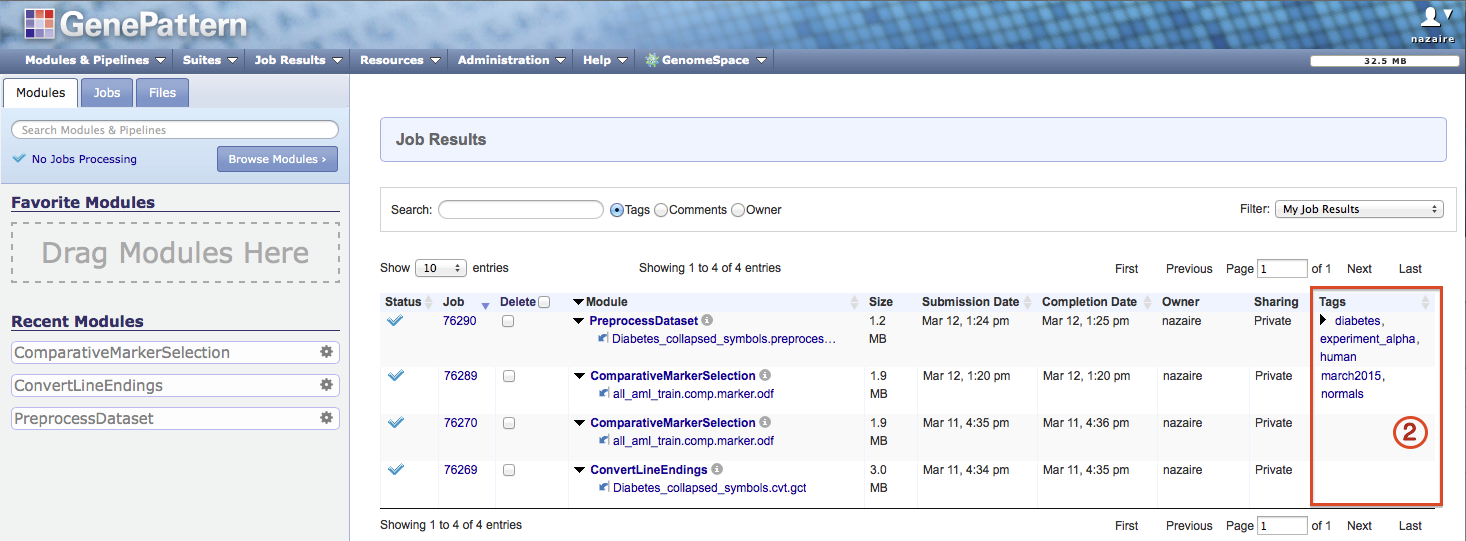 GenePattern
nazaire
Modules & Pipelines Suites Job Results Resources Administration Help GenomeSpace 32.5 MB
Modules Jobs Files
Search Modules & Pipelines
No Jobs Processing Browse Modules ›
Favorite Modules
Drag Modules Here
Recent Modules
ComparativeMarkerSelection
ConvertLineEndings
PreprocessDataset
Job Results
Search: Tags Comments Owner Filter: My Job Results
Show 10 entries Showing 1 to 4 of 4 entries First Previous Page 1 of 1 Next Last
Status Job Delete Module Size Submission Date Completion Date Owner Sharing Tags
76290 PreprocessDataset 1.2 Mar 12, 1:24 pm Mar 12, 1:25 pm nazaire Private diabetes,
Diabetes_collapsed_symbols.preproces… MB experiment_alpha,
human
76289 ComparativeMarkerSelection 1.9 Mar 12, 1:20 pm Mar 12, 1:20 pm nazaire Private march2015,
all_aml_train.comp.marker.odf MB normals
76270 ComparativeMarkerSelection 1.9 Mar 11, 4:35 pm Mar 11, 4:36 pm nazaire Private
all_aml_train.comp.marker.odf MB 2
76269 ConvertLineEndings 3.0 Mar 11, 4:34 pm Mar 11, 4:35 pm nazaire Private
Diabetes_collapsed_symbols.cvt.gct MB
Showing 1 to 4 of 4 entries First Previous Page 1 of 1 Next Last